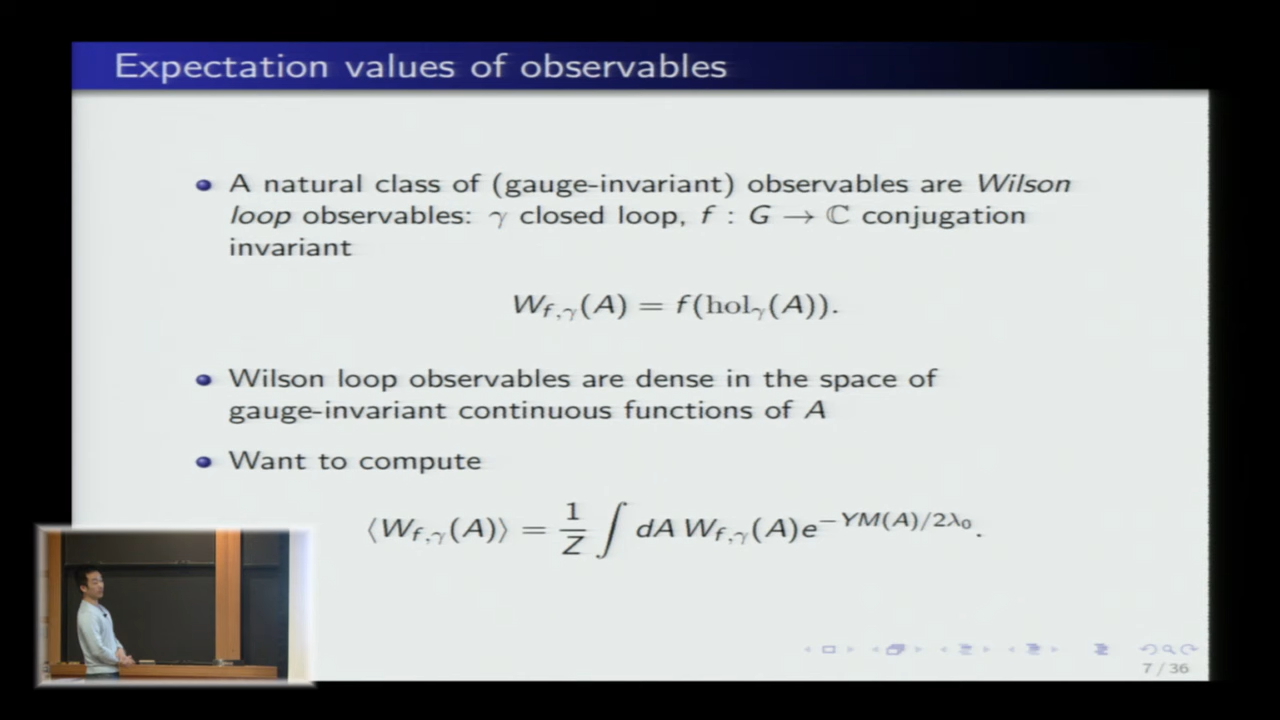 Expectation values of observables
A natural class of (gauge-invariant) observables are Wilson
loop observables: γ closed loop, f : G → ℂ conjugation
invariant
W_{f,γ}(A) = f(hol_γ(A)).
Wilson loop observables are dense in the space of
gauge-invariant continuous functions of A
Want to compute
⟨W_{f,γ}(A)⟩ = \frac{1}{Z} ∫ dA W_{f,γ}(A)e^{−YM(A)/2λ_0}.
7 / 36